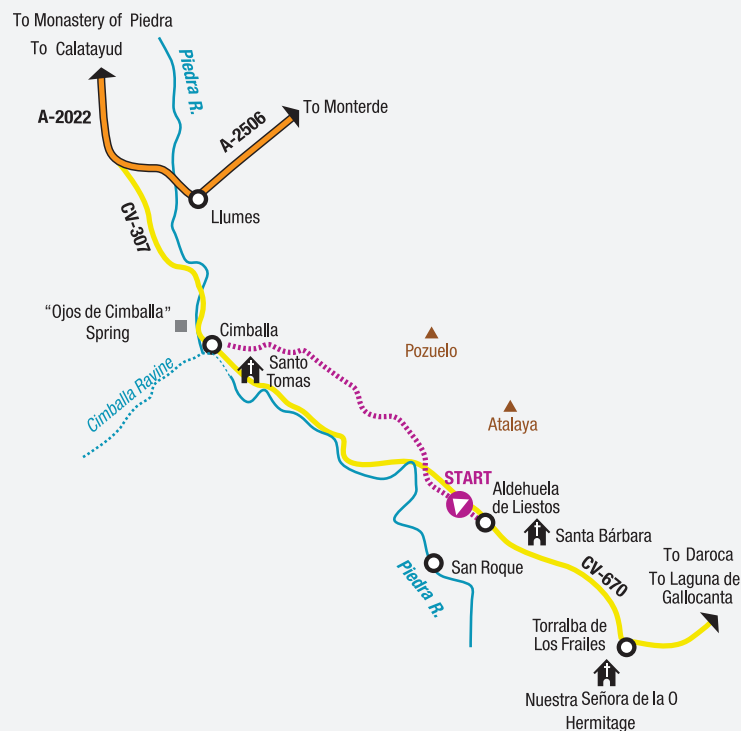 To Monastery of Piedra
To Calatayud
Piedra R.
A-2022
A-2506
To Monterde
Llumes
CV-307
“Ojos de Cimballa”
Spring
Cimballa
Santo
Tomas
Pozuelo
Cimballa Ravine
Atalaya
START
Aldehuela
de Liestos
Santa Bárbara
San Roque
Piedra R.
CV-670
To Daroca
To Laguna de
Gallocanta
Torralba de
Los Frailes
Nuestra Señora de la O
Hermitage